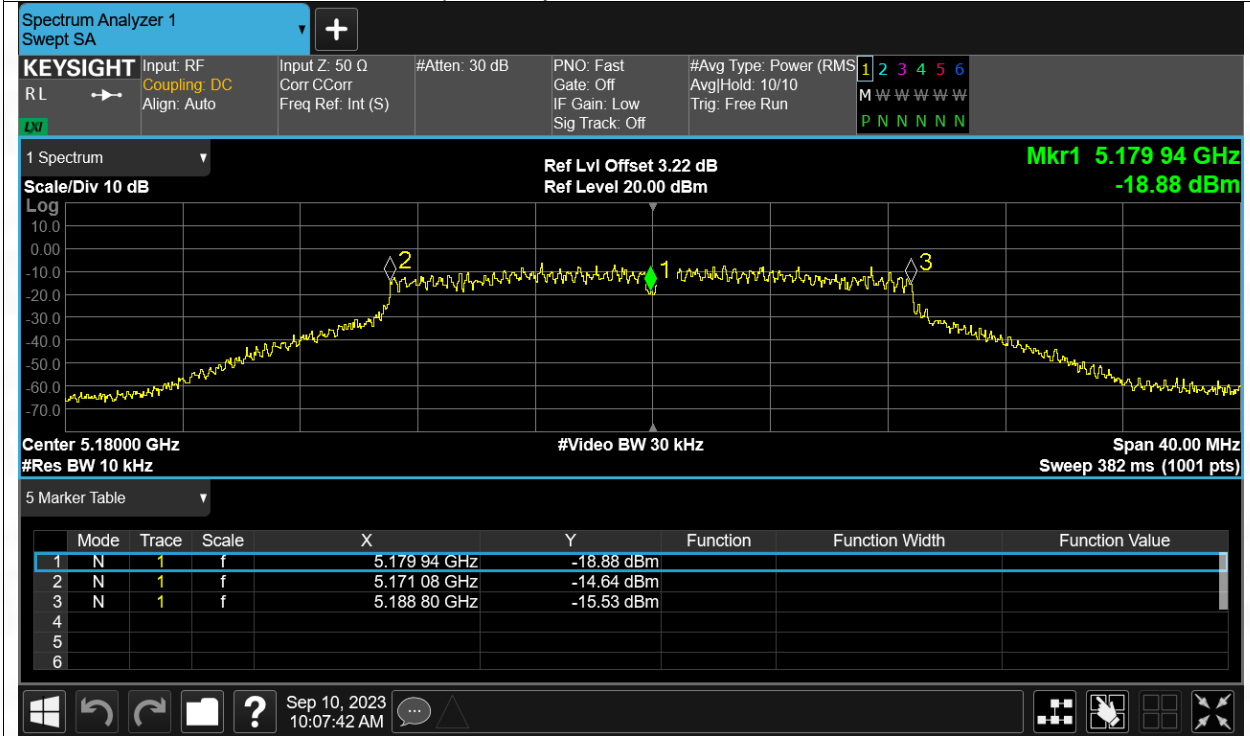 Spectrum Analyzer 1
Swept SA
+
KEYSIGHT
R L
LXI
Input: RF
Coupling: DC
Align: Auto
Input Z: 50 Ω
Corr CCorr
Freq Ref: Int (S)
#Atten: 30 dB
PNO: Fast
Gate: Off
IF Gain: Low
Sig Track: Off
#Avg Type: Power (RMS
Avg|Hold: 10/10
Trig: Free Run
1 2 3 4 5 6
M W W W W W
P N N N N N
1 Spectrum
Scale/Div 10 dB
Ref Lvl Offset 3.22 dB
Ref Level 20.00 dBm
Mkr1 5.179 94 GHz
-18.88 dBm
Log
10.0
0.00
-10.0
-20.0
-30.0
-40.0
-50.0
-60.0
-70.0
2
1
3
Center 5.18000 GHz
#Res BW 10 kHz
#Video BW 30 kHz
Span 40.00 MHz
Sweep 382 ms (1001 pts)
5 Marker Table
Mode Trace Scale X Y Function Function Width Function Value
1 N 1 f 5.179 94 GHz -18.88 dBm
2 N 1 f 5.171 08 GHz -14.64 dBm
3 N 1 f 5.188 80 GHz -15.53 dBm
4
5
6
?
Sep 10, 2023
10:07:42 AM